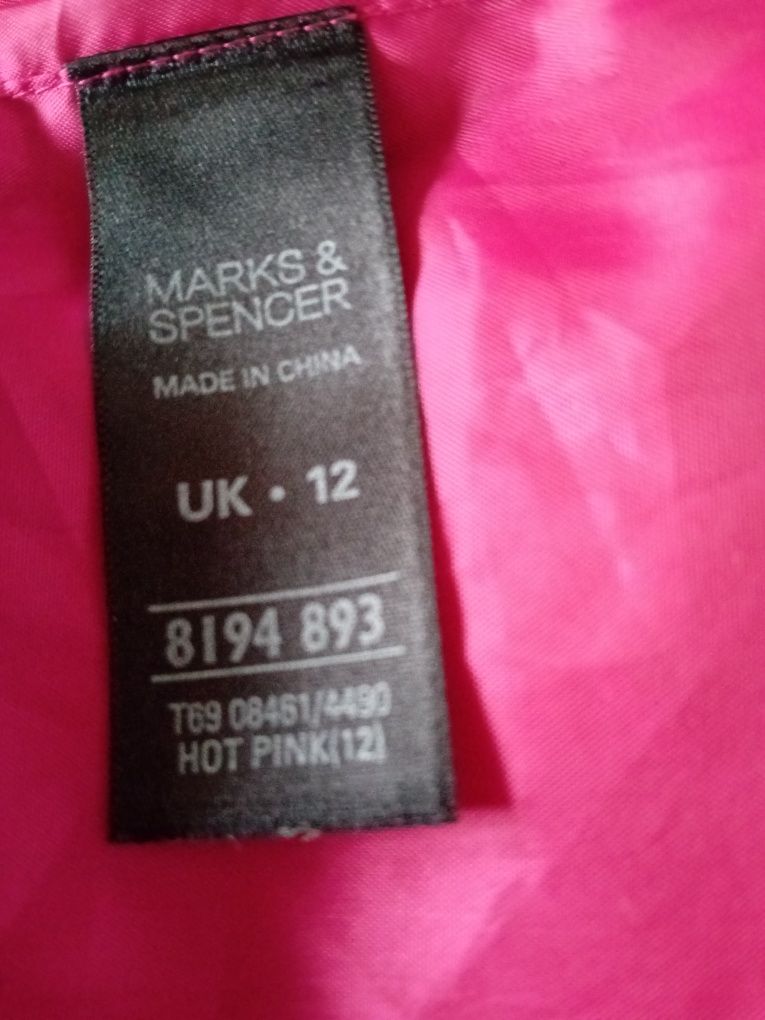 MARKS &
SPENCER
MADE IN CHINA
UK • 12
8194 893
T69 08461/4490
HOT PINK(12)